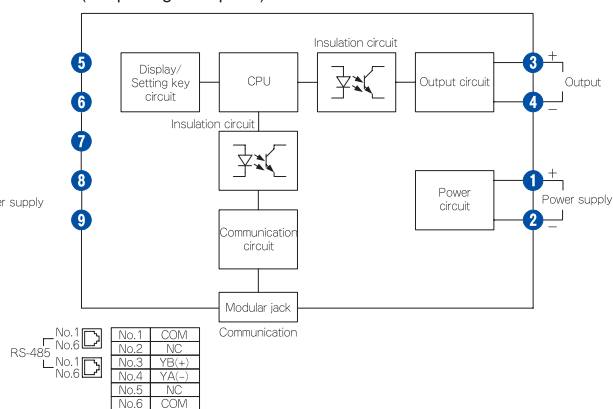 Insulation circuit
5
Display/
Setting key
circuit
CPU
Output circuit
3
+
Output
4
−
6
Insulation circuit
7
8
9
er supply
Power
circuit
1
+
Power supply
2
−
Communication
circuit
Modular jack
Communication
RS-485
No.1
No.6
No.1
No.6
No.1 COM
No.2 NC
No.3 YB(+)
No.4 YA(−)
No.5 NC
No.6 COM